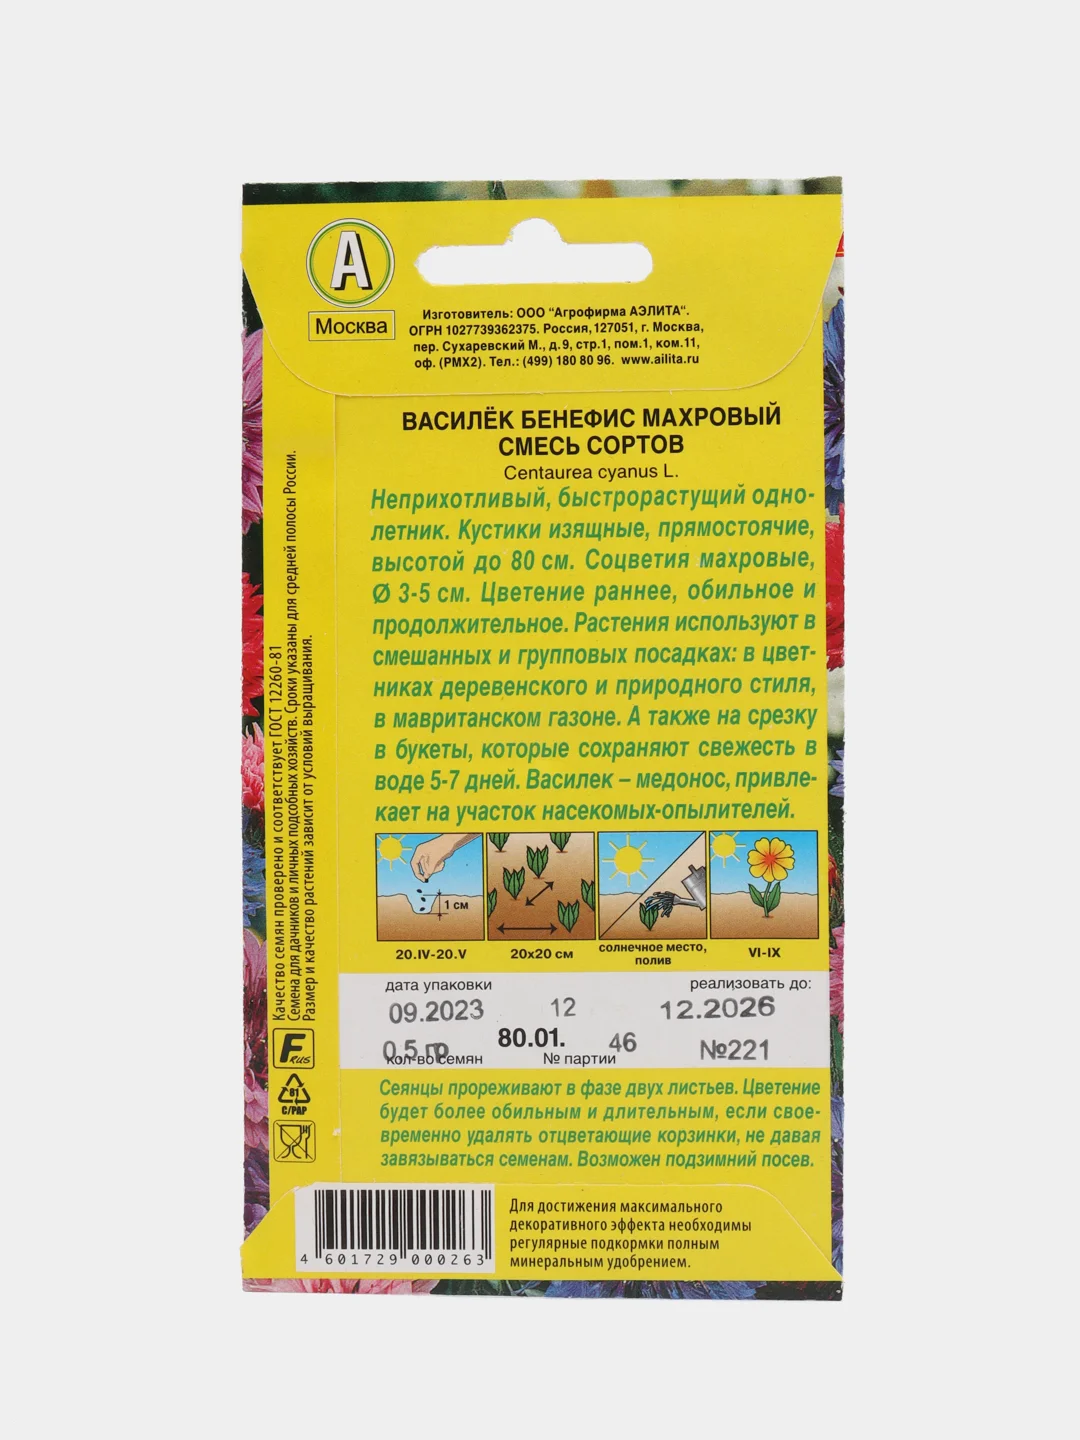 А
Москва
Изготовитель: ООО "Агрофирма АЭЛИТА".
ОГРН 1027739362375. Россия, 127051, г. Москва,
пер. Сухаревский М., д. 9, стр.1, пом.1, ком.11,
оф. (РМХ2). Тел.: (499) 180 80 96. www.ailita.ru
ВАСИЛЁК БЕНЕФИС МАХРОВЫЙ
СМЕСЬ СОРТОВ
Centaurea cyanus L.
Неприхотливый, быстрорастущий одно-
летник. Кустики изящные, прямостоячие,
высотой до 80 см. Соцветия махровые,
Ø 3-5 см. Цветение раннее, обильное и
продолжительное. Растения используют в
смешанных и групповых посадках: в цвет-
никах деревенского и природного стиля,
в мавританском газоне. А также на срезку
в букеты, которые сохраняют свежесть в
воде 5-7 дней. Василек – медонос, привле-
кает на участок насекомых-опылителей.
1 см
20.IV-20.V
20x20 см
солнечное место,
полив
VI-IX
дата упаковки
реализовать до:
09.2023 12 12.2026
0,5 гр 80.01. 46 №221
кол-во семян № партии
Сеянцы прореживают в фазе двух листьев. Цветение
будет более обильным и длительным, если свое-
временно удалять отцветающие корзинки, не давая
завязываться семенам. Возможен подзимний посев.
Для достижения максимального
декоративного эффекта необходимы
регулярные подкормки полным
минеральным удобрением.
4 601729 000263
Качество семян проверено и соответствует ГОСТ 12260-81
Семена для дачников и личных подсобных хозяйств. Сроки указаны для средней полосы России.
Размер и качество растений зависит от условий выращивания.
F RUS
81
C/PAP